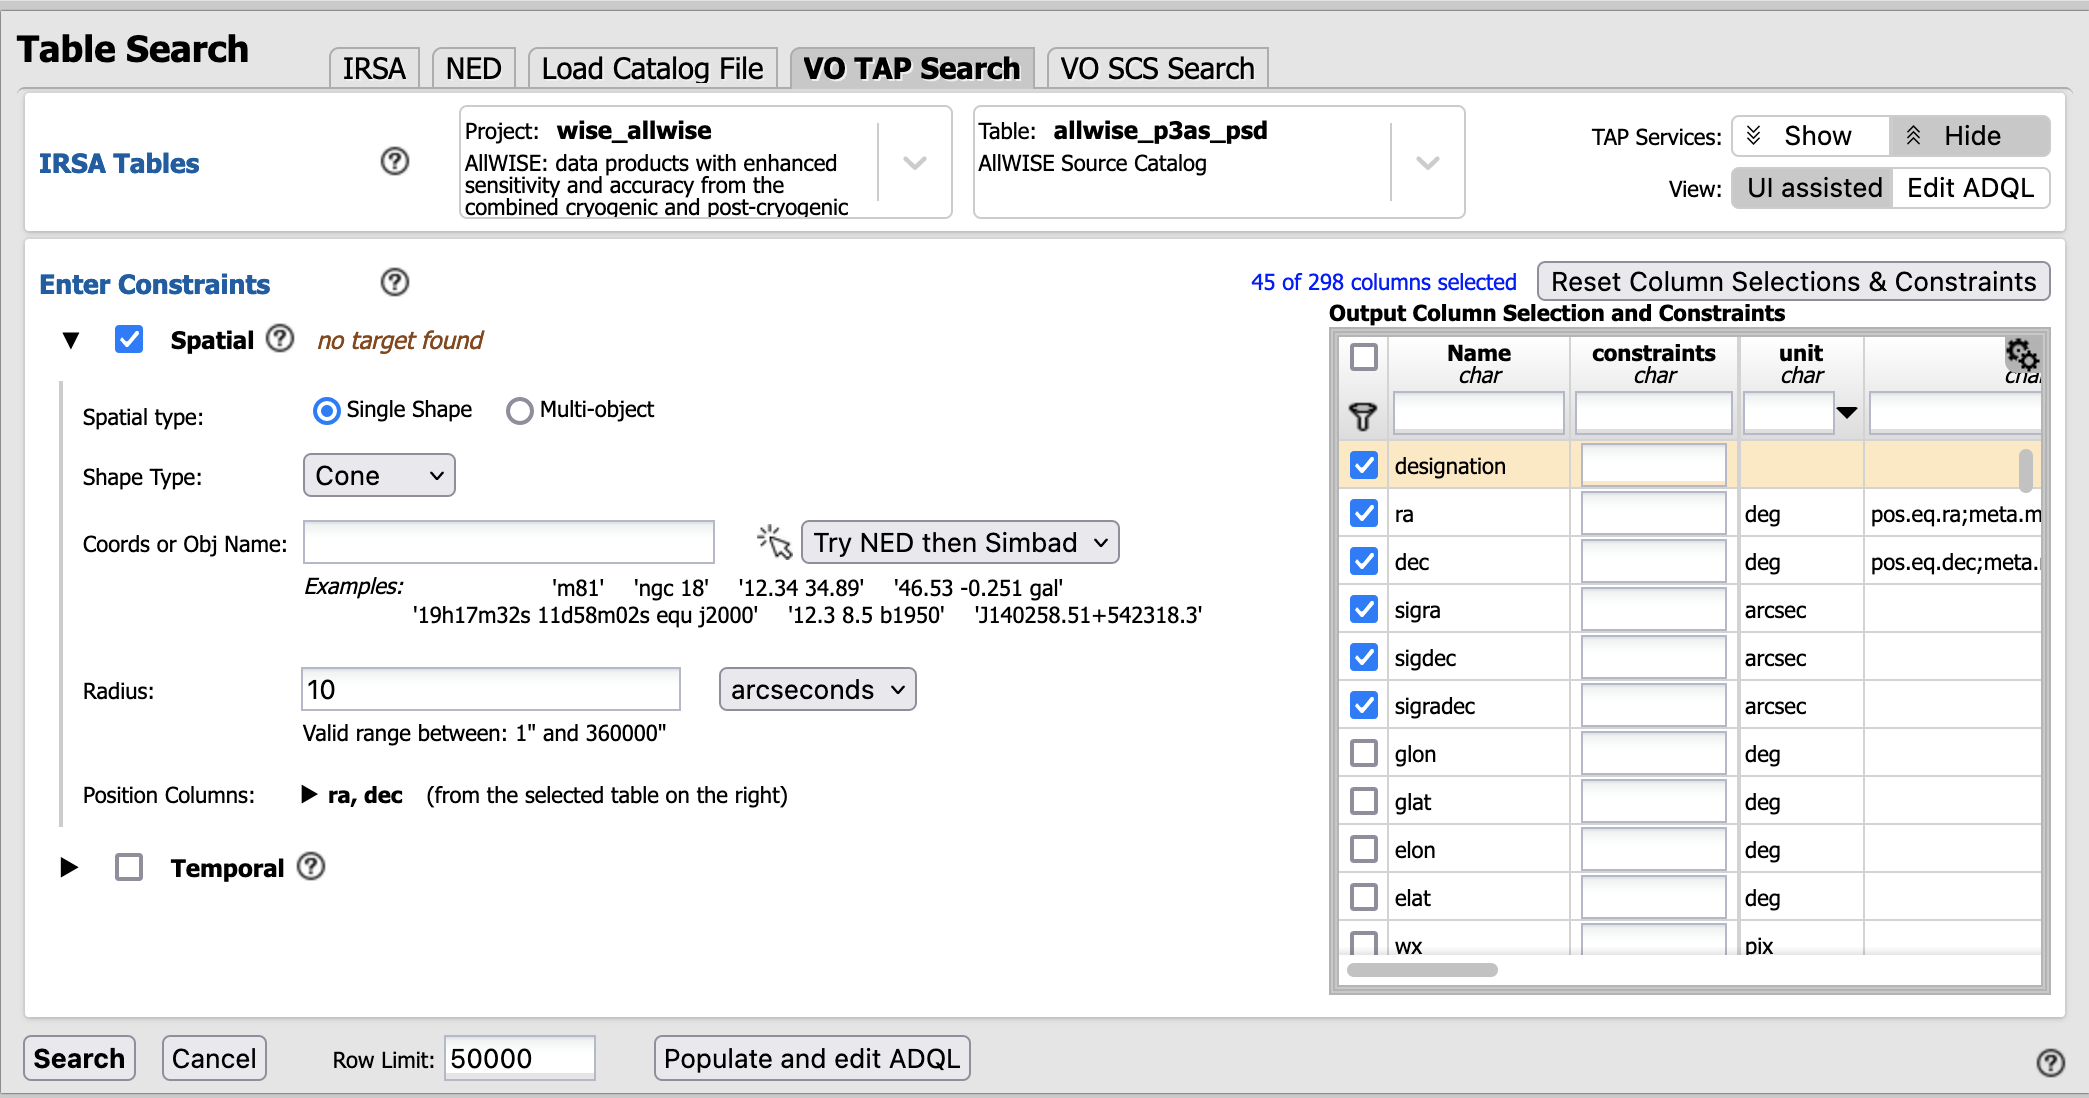 Table Search
IRSA
NED
Load Catalog File
VO TAP Search
VO SCS Search
IRSA Tables
Project: wise_allwise
AllWISE: data products with enhanced
sensitivity and accuracy from the
combined cryogenic and post-cryogenic
Table: allwise_p3as_psd
AllWISE Source Catalog
TAP Services: Show Hide
View: UI assisted Edit ADQL
Enter Constraints
45 of 298 columns selected
Reset Column Selections & Constraints
Spatial no target found
Spatial type: Single Shape Multi-object
Shape Type: Cone
Coords or Obj Name: Try NED then Simbad
Examples: 'm81' 'ngc 18' '12.34 34.89' '46.53 -0.251 gal'
'19h17m32s 11d58m02s equ j2000' '12.3 8.5 b1950' 'J140258.51+542318.3'
Radius: 10 arcseconds
Valid range between: 1" and 360000"
Position Columns: ra, dec (from the selected table on the right)
Temporal
Output Column Selection and Constraints
Name constraints unit
char char char
designation
ra deg pos.eq.ra;meta.m
dec deg pos.eq.dec;meta.
sigra arcsec
sigdec arcsec
sigradec arcsec
glon deg
glat deg
elon deg
elat deg
wx pix
Search
Cancel
Row Limit: 50000
Populate and edit ADQL